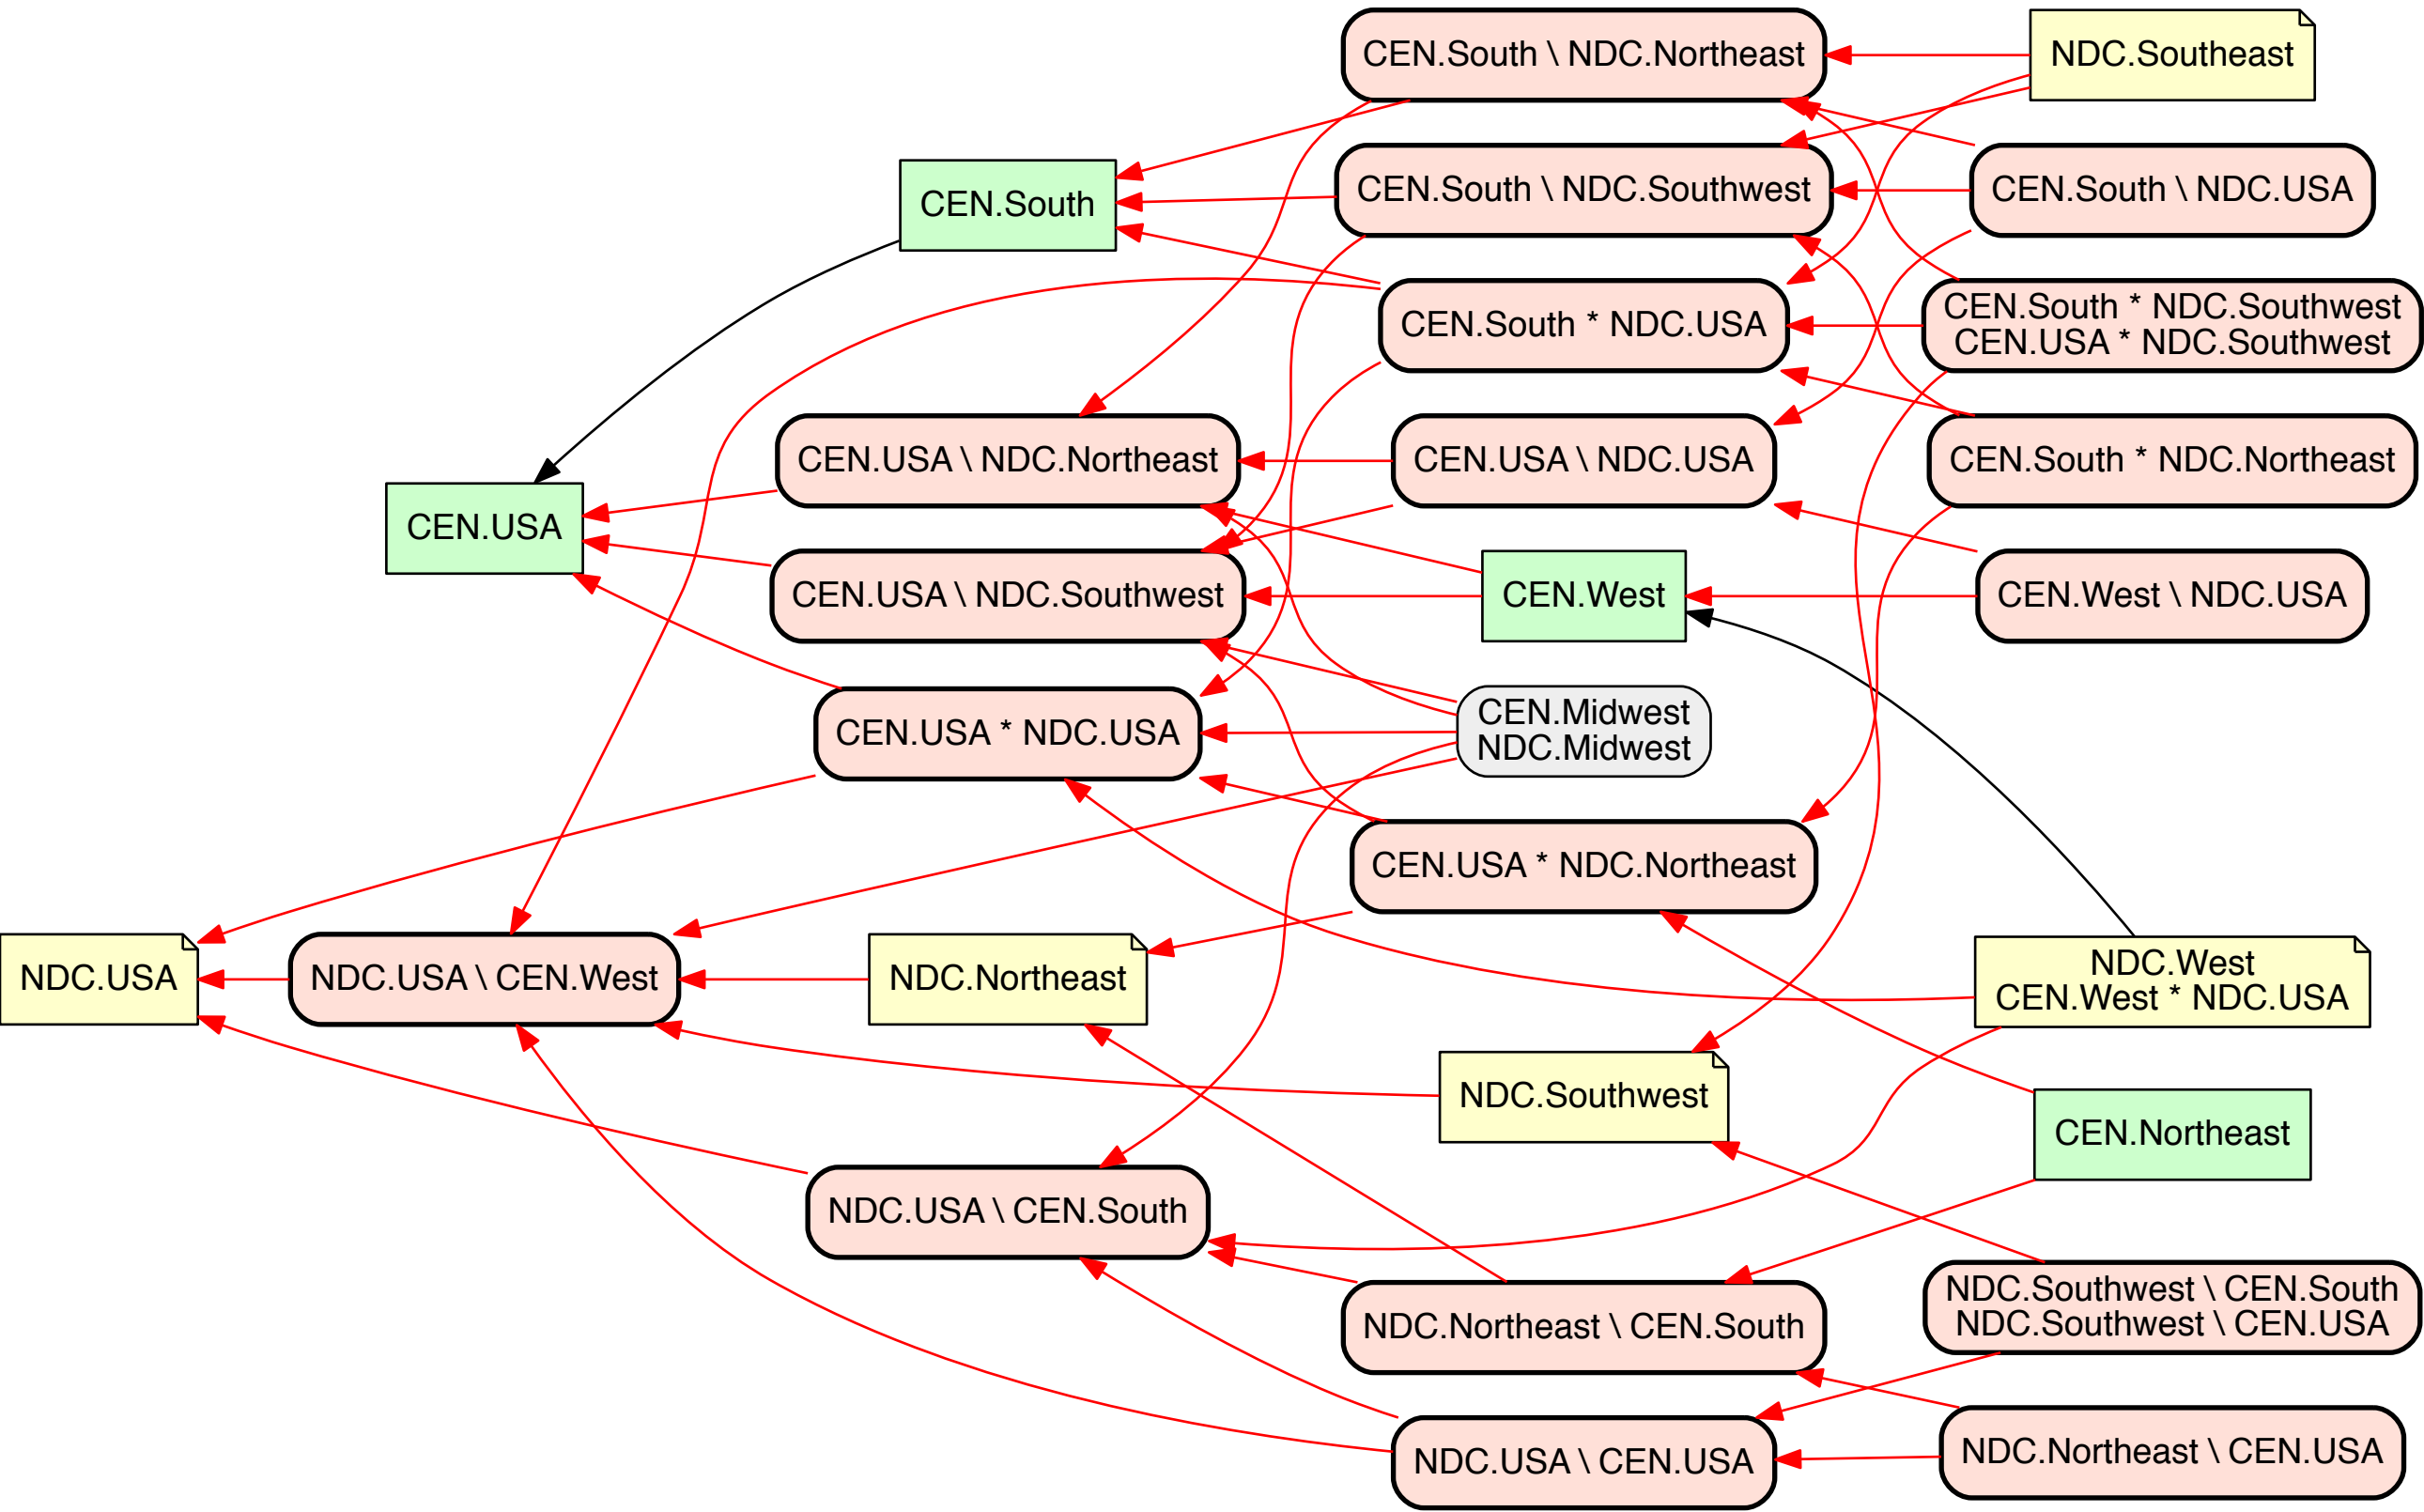 CEN.South \ NDC.Northeast
NDC.Southeast
CEN.South
CEN.South \ NDC.Southwest
CEN.South \ NDC.USA
CEN.South * NDC.USA
CEN.South * NDC.Southwest
CEN.USA * NDC.Southwest
CEN.USA \ NDC.Northeast
CEN.USA \ NDC.USA
CEN.South * NDC.Northeast
CEN.USA
CEN.USA \ NDC.Southwest
CEN.West
CEN.West \ NDC.USA
CEN.USA * NDC.USA
CEN.Midwest
NDC.Midwest
CEN.USA * NDC.Northeast
NDC.USA
NDC.USA \ CEN.West
NDC.Northeast
NDC.West
CEN.West * NDC.USA
NDC.Southwest
CEN.Northeast
NDC.USA \ CEN.South
NDC.Northeast \ CEN.South
NDC.Southwest \ CEN.South
NDC.Southwest \ CEN.USA
NDC.USA \ CEN.USA
NDC.Northeast \ CEN.USA